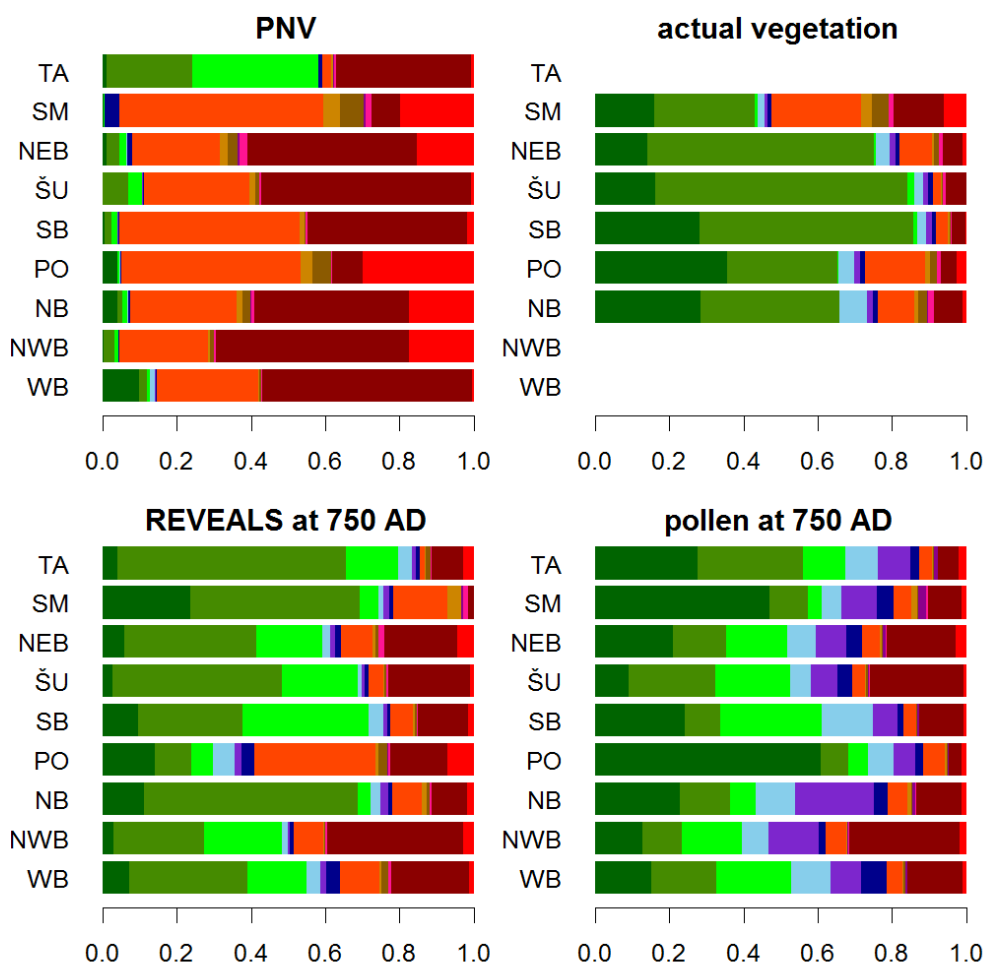 PNV
TA
SM
NEB
ŠU
SB
PO
NB
NWB
WB
0.0 0.2 0.4 0.6 0.8 1.0
actual vegetation
TA
SM
NEB
ŠU
SB
PO
NB
NWB
WB
0.0 0.2 0.4 0.6 0.8 1.0
REVEALS at 750 AD
TA
SM
NEB
ŠU
SB
PO
NB
NWB
WB
0.0 0.2 0.4 0.6 0.8 1.0
pollen at 750 AD
TA
SM
NEB
ŠU
SB
PO
NB
NWB
WB
0.0 0.2 0.4 0.6 0.8 1.0